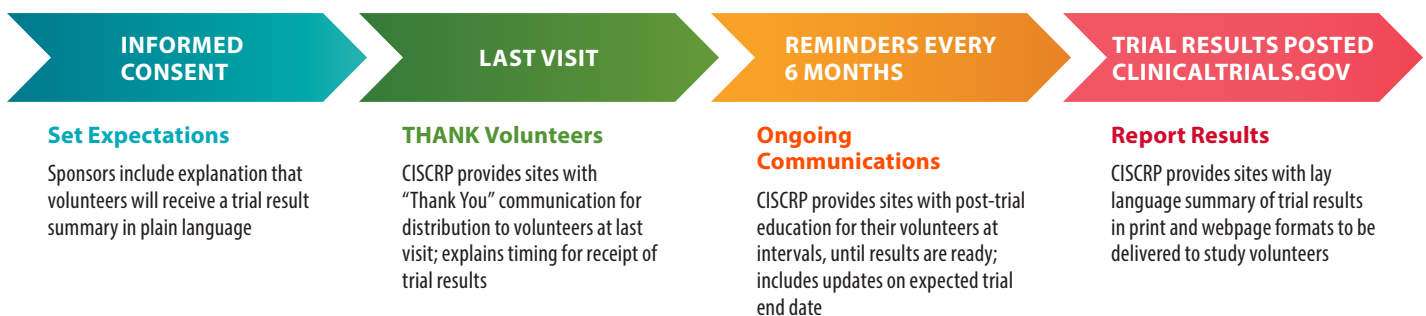 INFORMED
CONSENT
LAST VISIT
REMINDERS EVERY
6 MONTHS
TRIAL RESULTS POSTED
CLINICALTRIALS.GOV
Set Expectations
Sponsors include explanation that
volunteers will receive a trial result
summary in plain language
THANK Volunteers
CISCRP provides sites with
“Thank You” communication for
distribution to volunteers at last
visit; explains timing for receipt of
trial results
Ongoing
Communications
CISCRP provides sites with post-trial
education for their volunteers at
intervals, until results are ready;
includes updates on expected trial
end date
Report Results
CISCRP provides sites with lay
language summary of trial results
in print and webpage formats to be
delivered to study volunteers